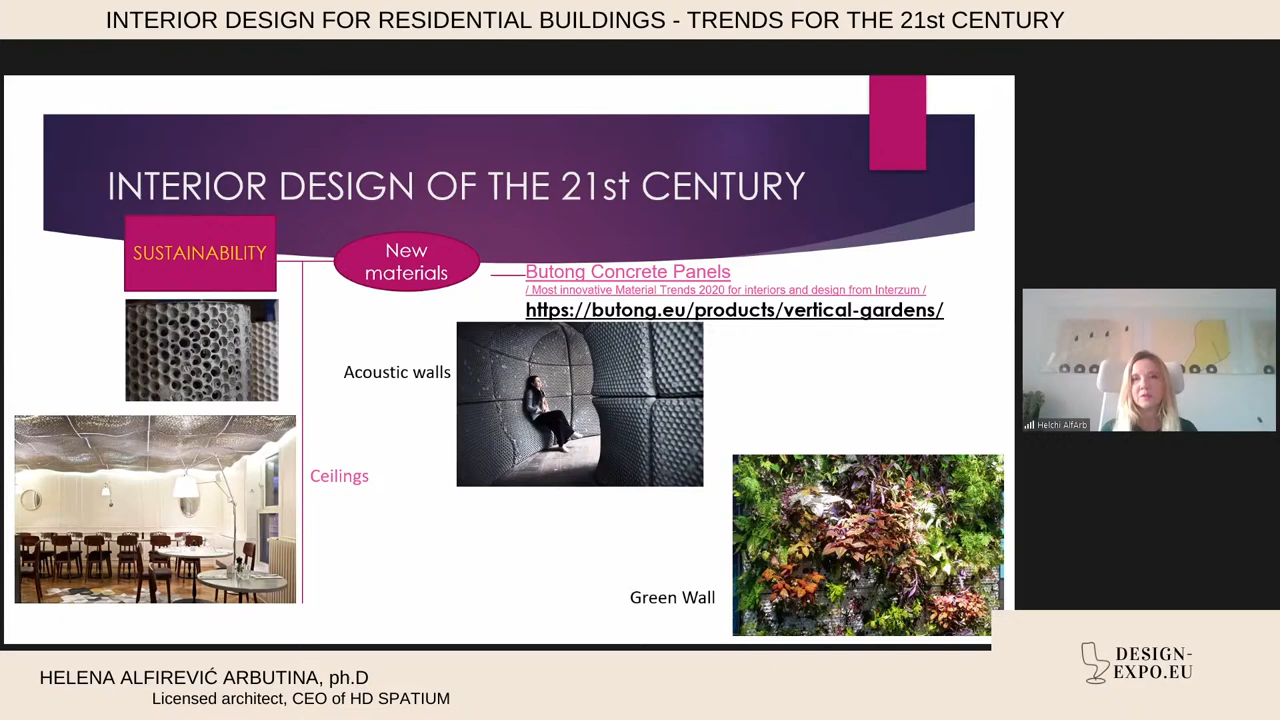 INTERIOR DESIGN FOR RESIDENTIAL BUILDINGS - TRENDS FOR THE 21st CENTURY
INTERIOR DESIGN OF THE 21st CENTURY
SUSTAINABILITY
New
materials
Butong Concrete Panels
/ Most innovative Material Trends 2020 for interiors and design from Interzum /
https://butong.eu/products/vertical-gardens/
Acoustic walls
Ceilings
Green Wall
Helchi AlfArb
HELENA ALFIREVIĆ ARBUTINA, ph.D
Licensed architect, CEO of HD SPATIUM
DESIGN-
EXPO.EU